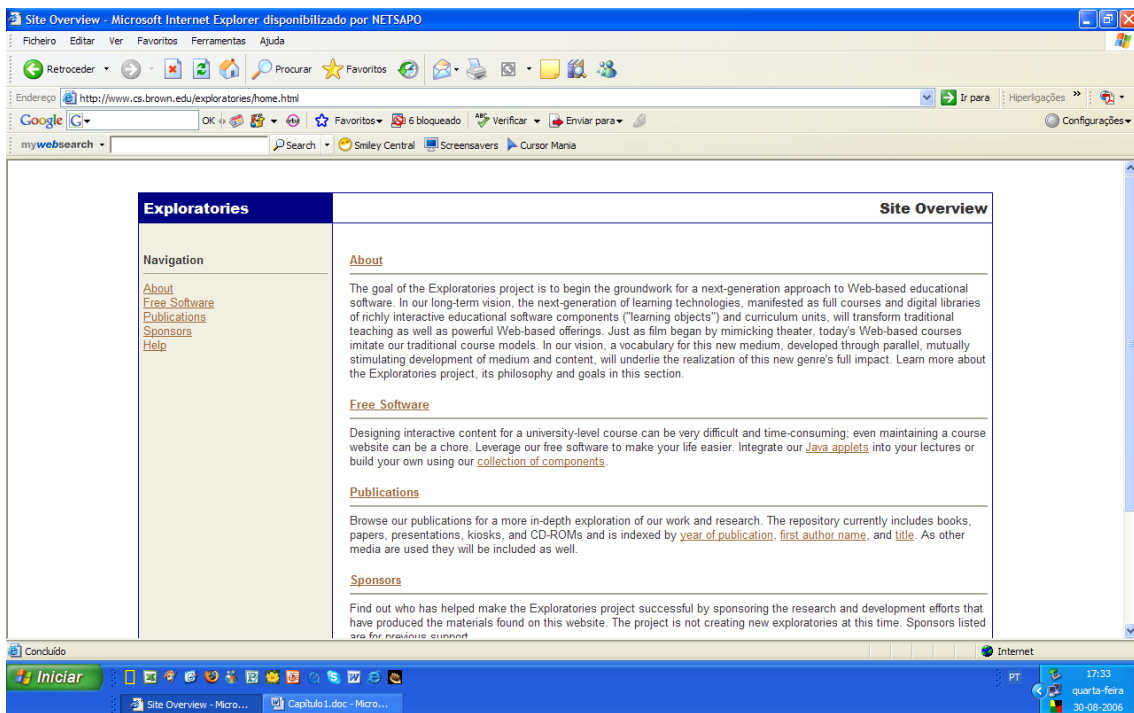 Site Overview - Microsoft Internet Explorer disponibilizado por NETSAPO
Ficheiro Editar Ver Favoritos Ferramentas Ajuda
Retroceder Procurar Favoritos
Endereço http://www.cs.brown.edu/exploratories/home.html Ir para Hiperligações »
Google G OK Favoritos 6 bloqueado ABC Verificar Enviar para Configurações
mywebsearch Search Smiley Central Screensavers Cursor Mania
Exploratories
Site Overview
Navigation
About
Free Software
Publications
Sponsors
Help
About
The goal of the Exploratories project is to begin the groundwork for a next-generation approach to Web-based educational
software. In our long-term vision, the next-generation of learning technologies, manifested as full courses and digital libraries
of richly interactive educational software components ("learning objects") and curriculum units, will transform traditional
teaching as well as powerful Web-based offerings. Just as film began by mimicking theater, today's Web-based courses
imitate our traditional course models. In our vision, a vocabulary for this new medium, developed through parallel, mutually
stimulating development of medium and content, will underlie the realization of this new genre's full impact. Learn more about
the Exploratories project, its philosophy and goals in this section.
Free Software
Designing interactive content for a university-level course can be very difficult and time-consuming; even maintaining a course
website can be a chore. Leverage our free software to make your life easier. Integrate our Java applets into your lectures or
build your own using our collection of components.
Publications
Browse our publications for a more in-depth exploration of our work and research. The repository currently includes books,
papers, presentations, kiosks, and CD-ROMs and is indexed by year of publication, first author name, and title. As other
media are used they will be included as well.
Sponsors
Find out who has helped make the Exploratories project successful by sponsoring the research and development efforts that
have produced the materials found on this website. The project is not creating new exploratories at this time. Sponsors listed
are for previous support.
Concluído Internet
Iniciar PT 17:33
quarta-feira
Site Overview - Micro... Capítulo1.doc - Micro... 30-08-2006